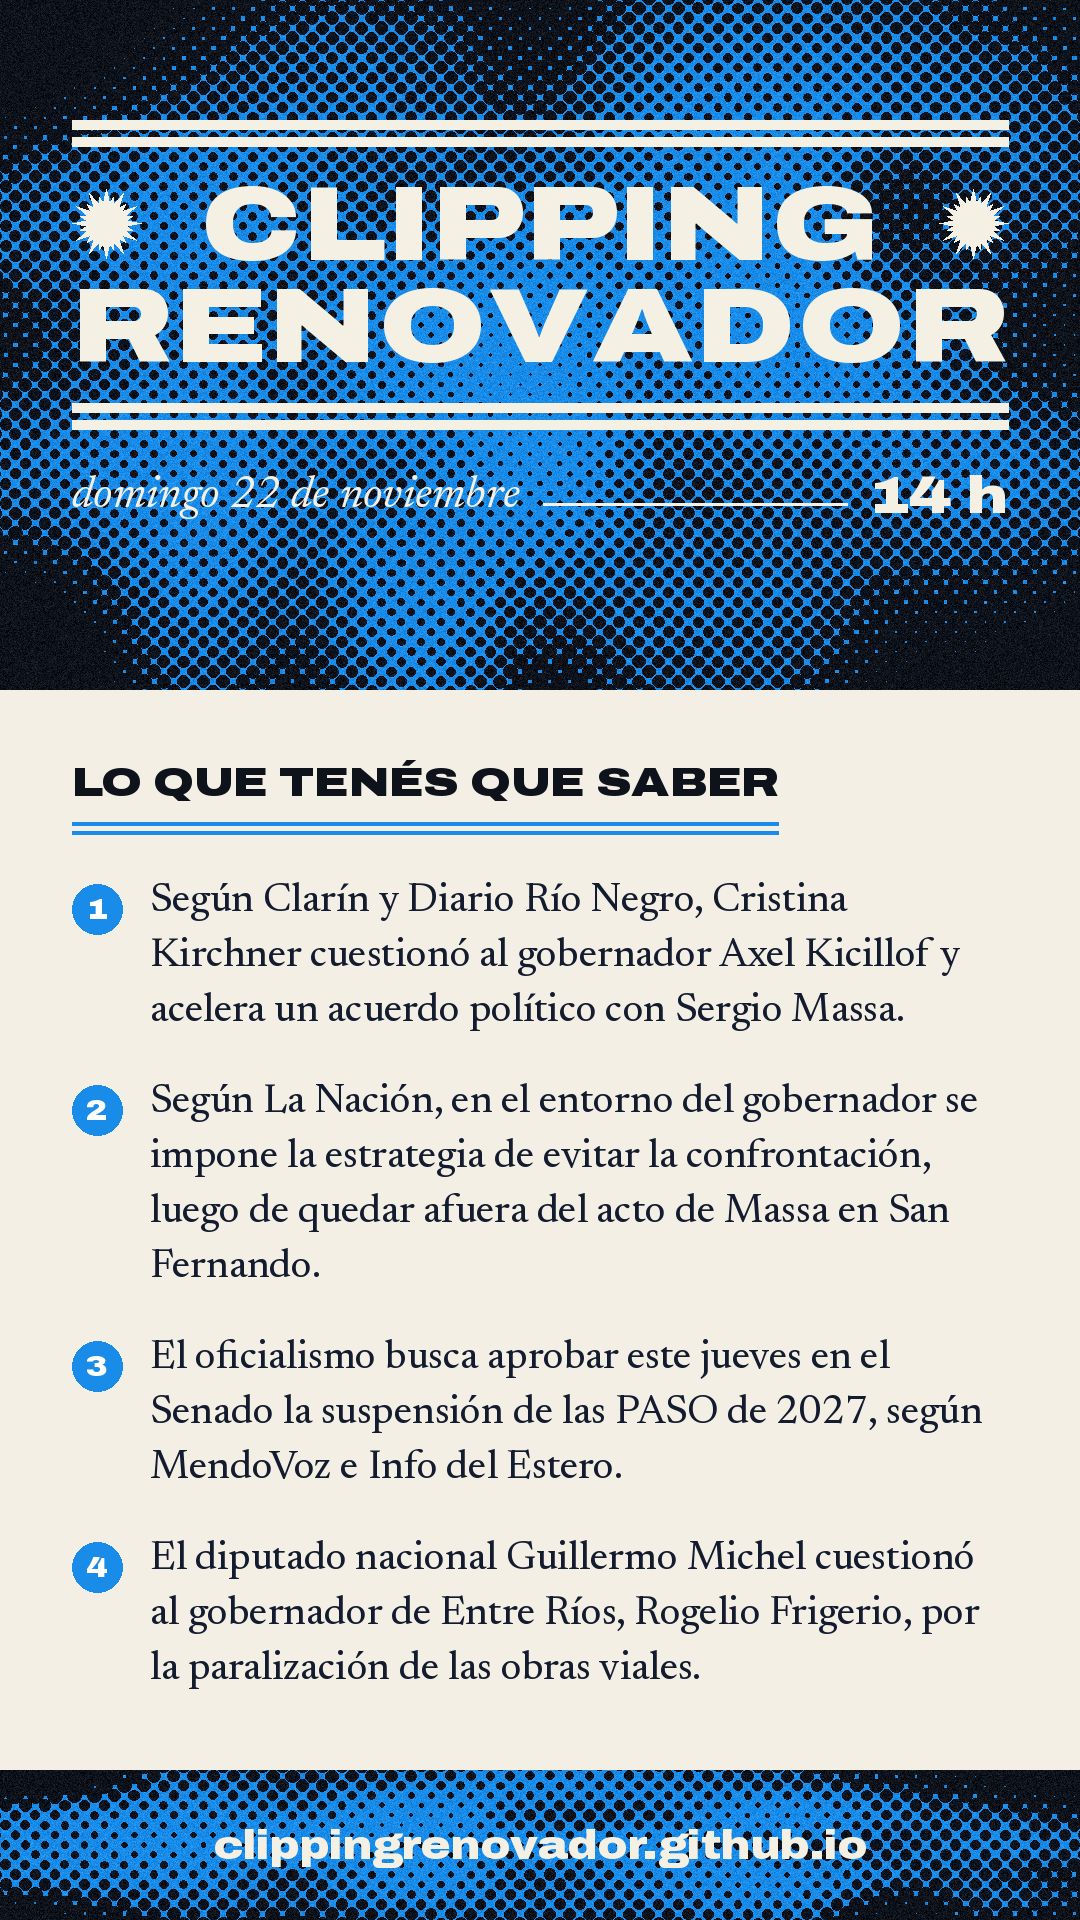 CLIPPING
RENOVADOR
domingo 22 de noviembre 14 h
LO QUE TENÉS QUE SABER
1 Según Clarín y Diario Río Negro, Cristina
Kirchner cuestionó al gobernador Axel Kicillof y
acelera un acuerdo político con Sergio Massa.
2 Según La Nación, en el entorno del gobernador se
impone la estrategia de evitar la confrontación,
luego de quedar afuera del acto de Massa en San
Fernando.
3 El oficialismo busca aprobar este jueves en el
Senado la suspensión de las PASO de 2027, según
MendoVoz e Info del Estero.
4 El diputado nacional Guillermo Michel cuestionó
al gobernador de Entre Ríos, Rogelio Frigerio, por
la paralización de las obras viales.
clippingrenovador.github.io